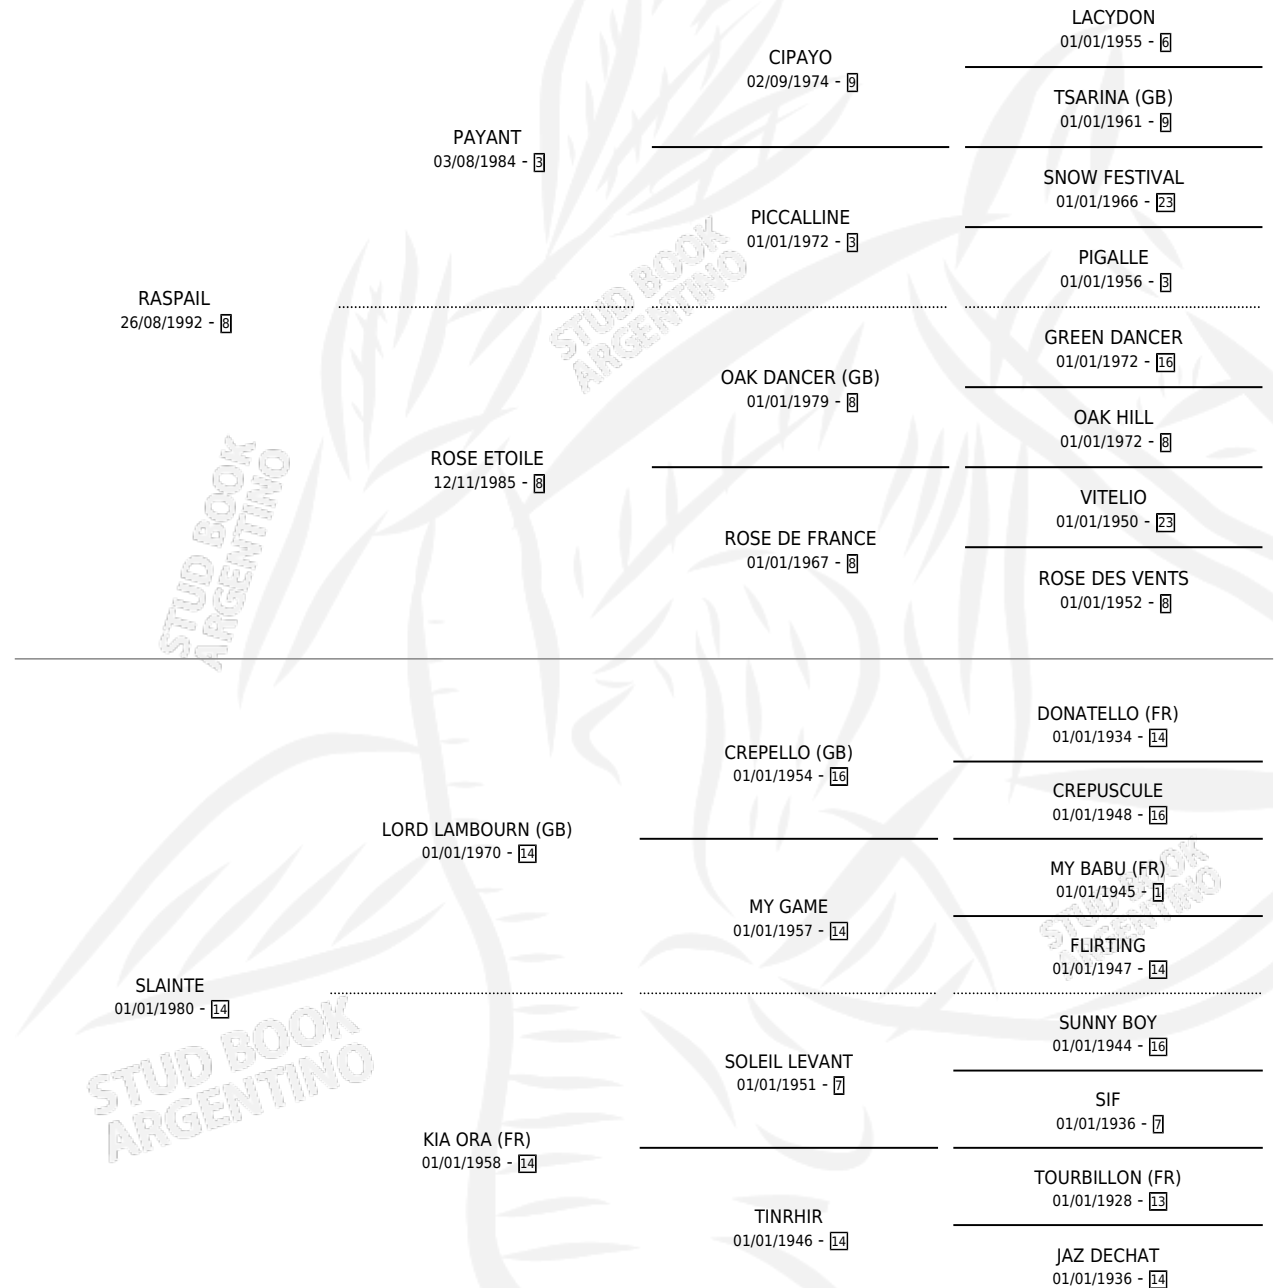 LACYDON
01/01/1955 - 6
CIPAYO
02/09/1974 - 9
TSARINA (GB)
01/01/1961 - 9
PAYANT
03/08/1984 - 3
SNOW FESTIVAL
01/01/1966 - 23
PICCALLINE
01/01/1972 - 3
PIGALLE
01/01/1956 - 3
RASPAIL
26/08/1992 - 8
STUD BOOK
ARGENTINO
GREEN DANCER
01/01/1972 - 16
OAK DANCER (GB)
01/01/1979 - 8
OAK HILL
01/01/1972 - 8
ROSE ETOILE
12/11/1985 - 8
VITELIO
01/01/1950 - 23
ROSE DE FRANCE
01/01/1967 - 8
ROSE DES VENTS
01/01/1952 - 8
STUD BOOK
ARGENTINO
DONATELLO (FR)
01/01/1934 - 14
CREPELLO (GB)
01/01/1954 - 16
CREPUSCULE
01/01/1948 - 16
LORD LAMBOURN (GB)
01/01/1970 - 14
MY BABU (FR)
01/01/1945 - 1
MY GAME
01/01/1957 - 14
STUD BOOK
ARGENTINO
FLIRTING
01/01/1947 - 14
SLAINTE
01/01/1980 - 14
STUD BOOK
ARGENTINO
SUNNY BOY
01/01/1944 - 16
SOLEIL LEVANT
01/01/1951 - 7
SIF
01/01/1936 - 7
KIA ORA (FR)
01/01/1958 - 14
TOURBILLON (FR)
01/01/1928 - 13
TINRHIR
01/01/1946 - 14
JAZ DECHAT
01/01/1936 - 14